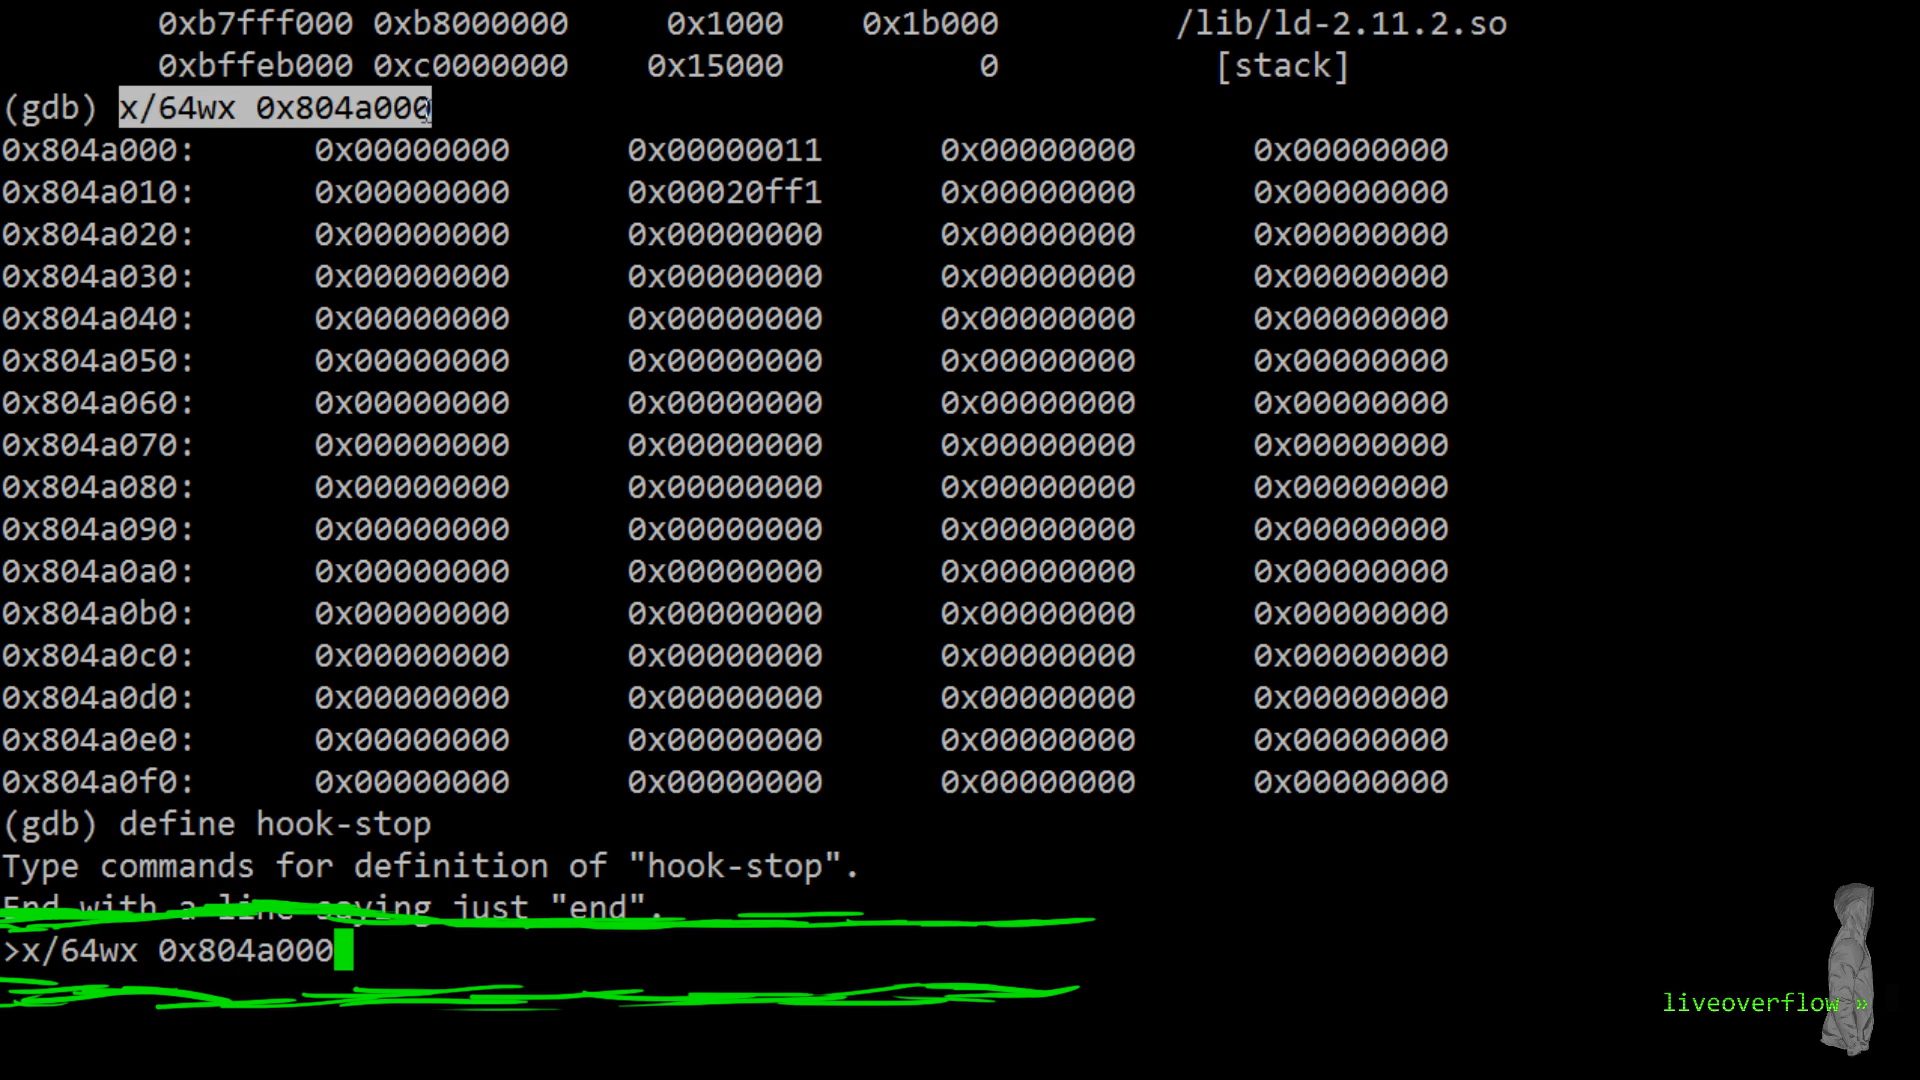 0xb7fff000 0xb8000000 0x1000 0x1b000 /lib/ld-2.11.2.so
0xbffeb000 0xc0000000 0x15000 0 [stack]
(gdb) x/64wx 0x804a000
0x804a000: 0x00000000 0x00000011 0x00000000 0x00000000
0x804a010: 0x00000000 0x00020ff1 0x00000000 0x00000000
0x804a020: 0x00000000 0x00000000 0x00000000 0x00000000
0x804a030: 0x00000000 0x00000000 0x00000000 0x00000000
0x804a040: 0x00000000 0x00000000 0x00000000 0x00000000
0x804a050: 0x00000000 0x00000000 0x00000000 0x00000000
0x804a060: 0x00000000 0x00000000 0x00000000 0x00000000
0x804a070: 0x00000000 0x00000000 0x00000000 0x00000000
0x804a080: 0x00000000 0x00000000 0x00000000 0x00000000
0x804a090: 0x00000000 0x00000000 0x00000000 0x00000000
0x804a0a0: 0x00000000 0x00000000 0x00000000 0x00000000
0x804a0b0: 0x00000000 0x00000000 0x00000000 0x00000000
0x804a0c0: 0x00000000 0x00000000 0x00000000 0x00000000
0x804a0d0: 0x00000000 0x00000000 0x00000000 0x00000000
0x804a0e0: 0x00000000 0x00000000 0x00000000 0x00000000
0x804a0f0: 0x00000000 0x00000000 0x00000000 0x00000000
(gdb) define hook-stop
Type commands for definition of "hook-stop".
End with a line saying just "end".
>x/64wx 0x804a000
liveoverflow »